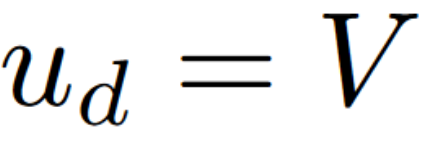 u_d = V